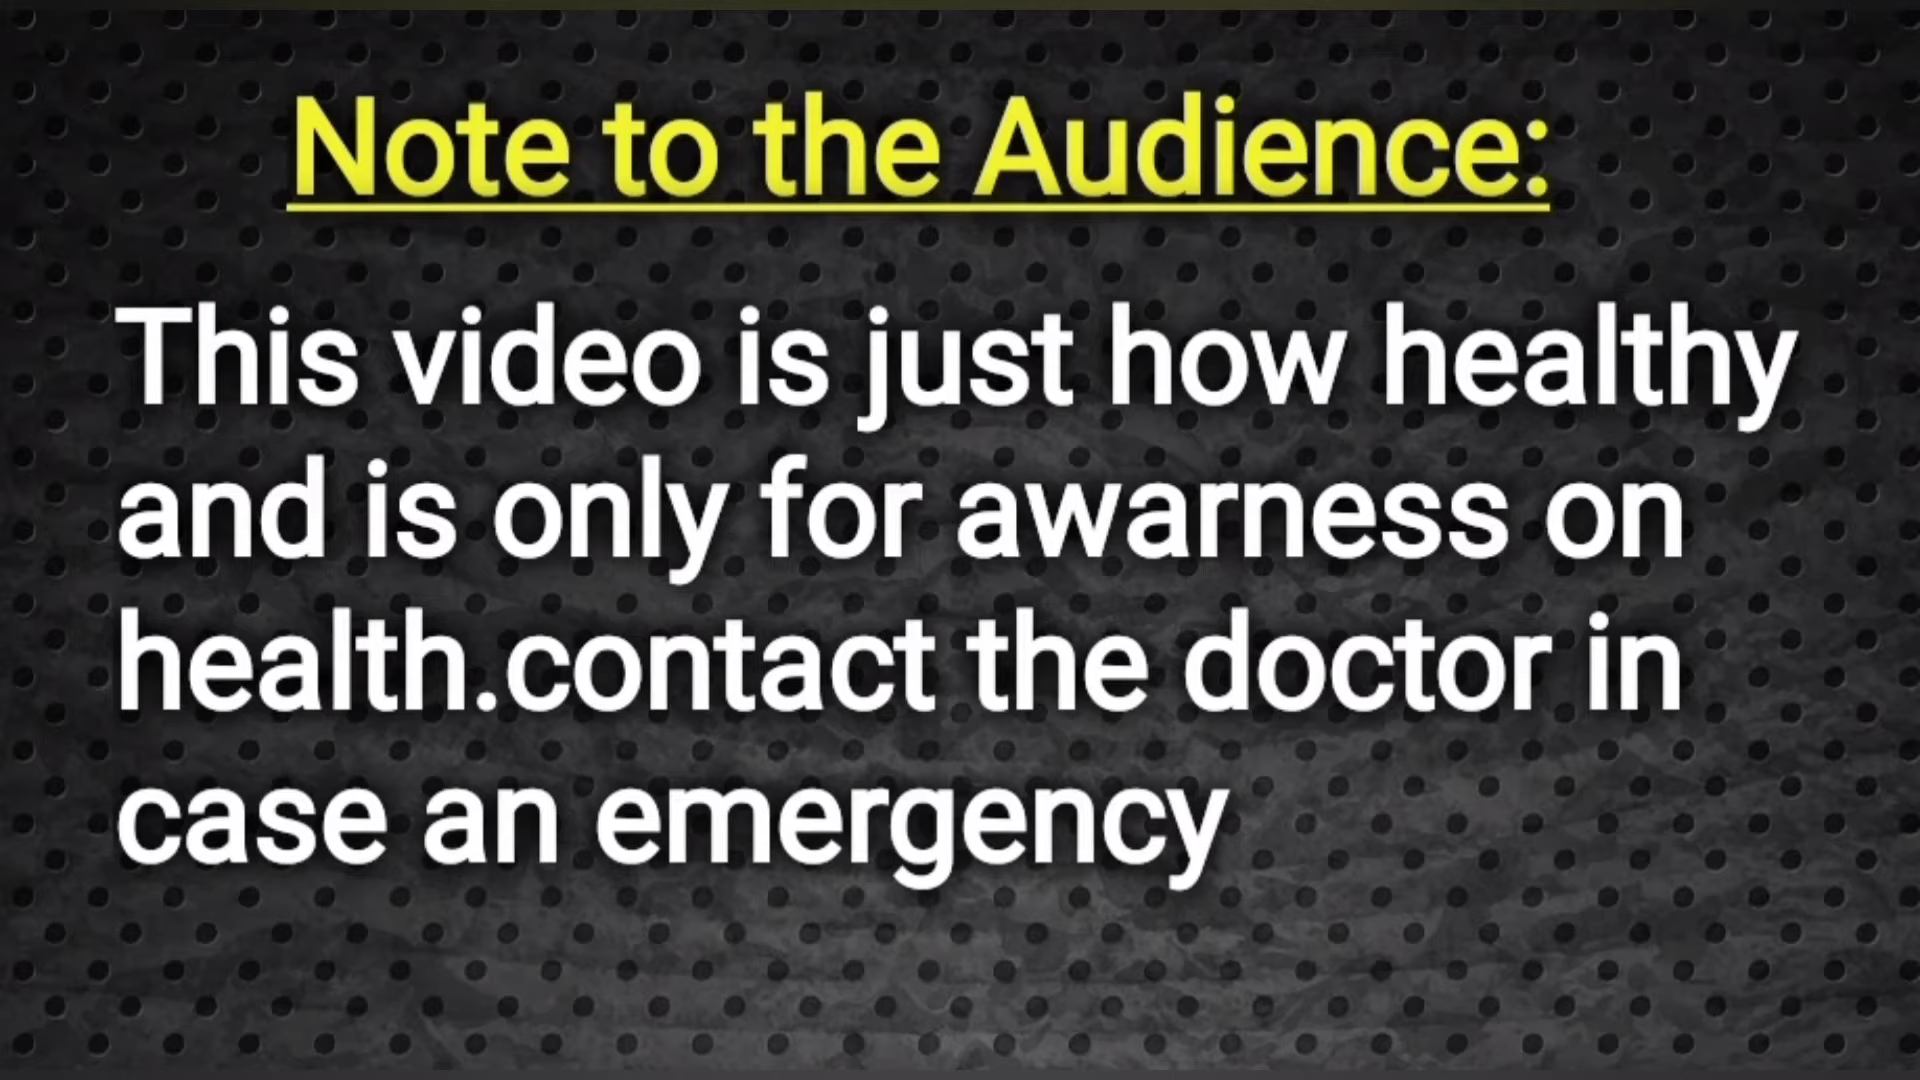 Note to the Audience:
This video is just how healthy
and is only for awarness on
health.contact the doctor in
case an emergency